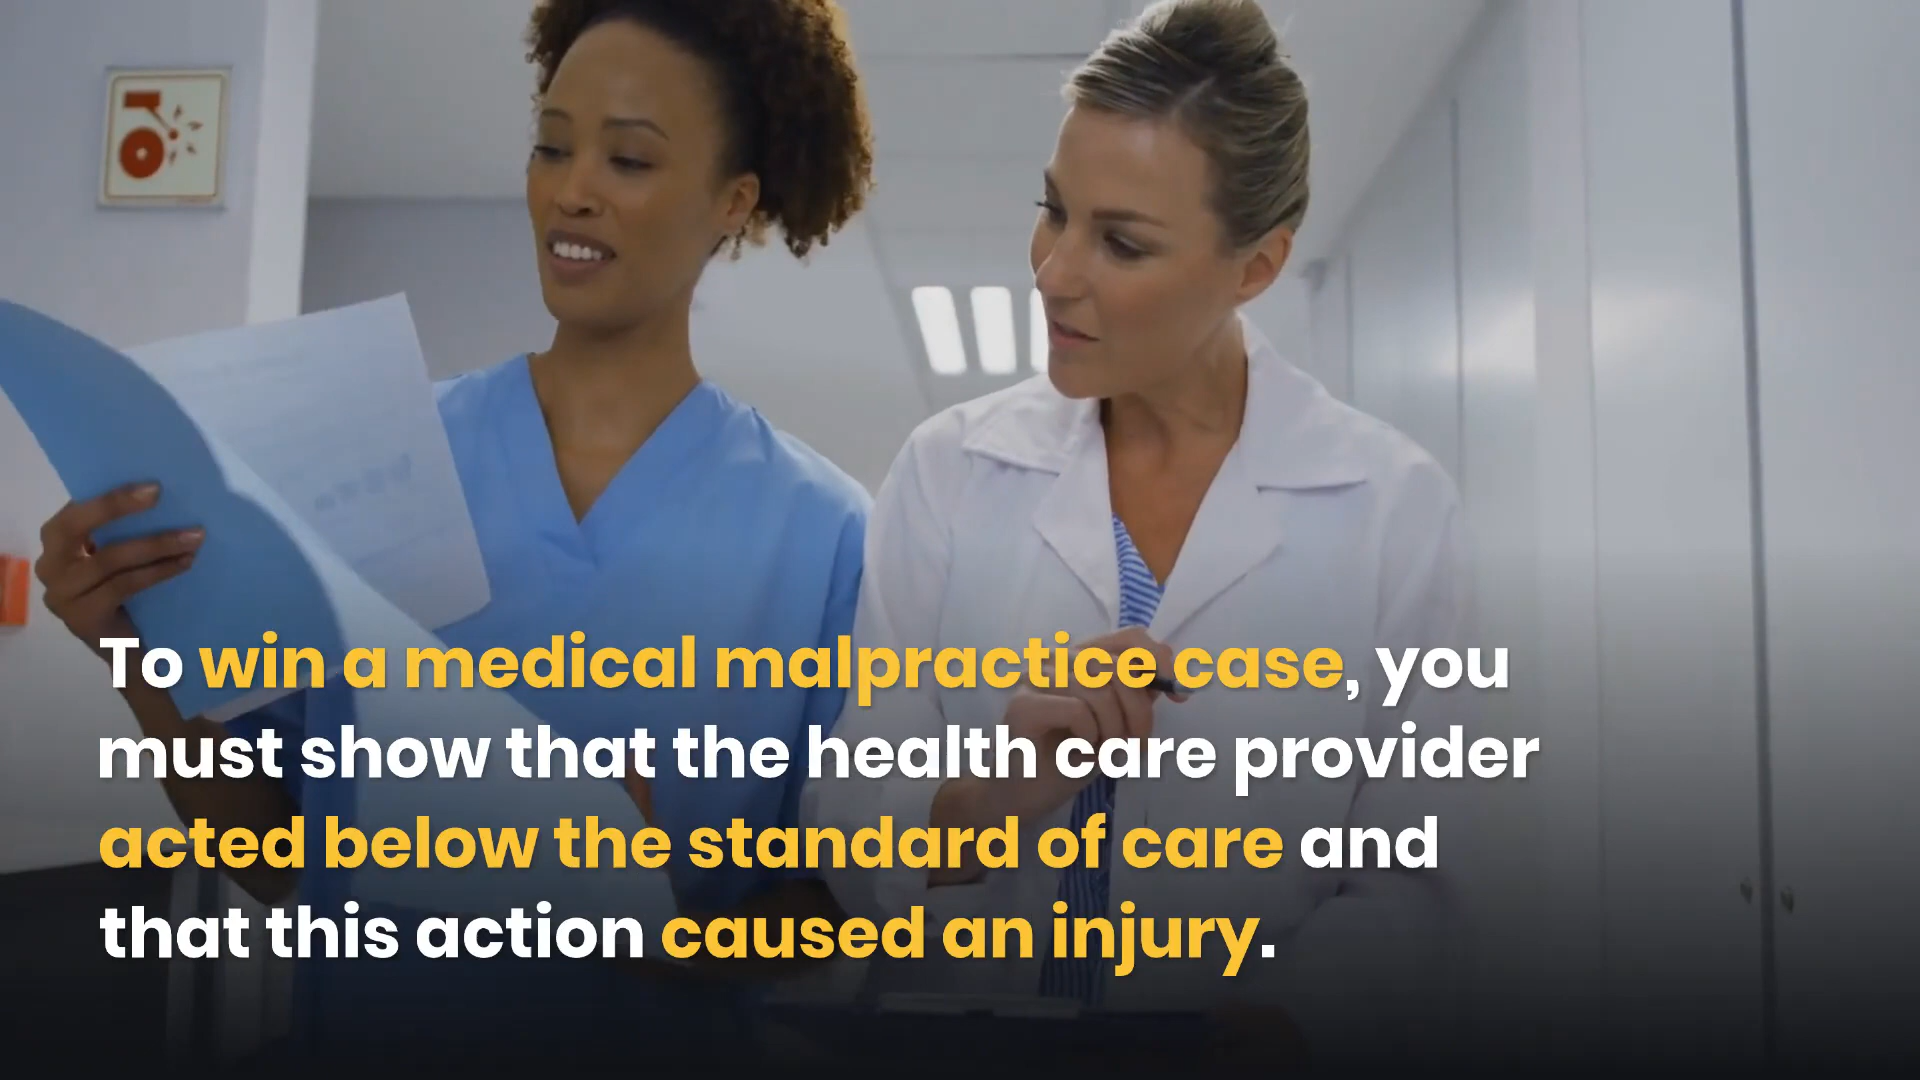 To win a medical malpractice case, you
must show that the health care provider
acted below the standard of care and
that this action caused an injury.